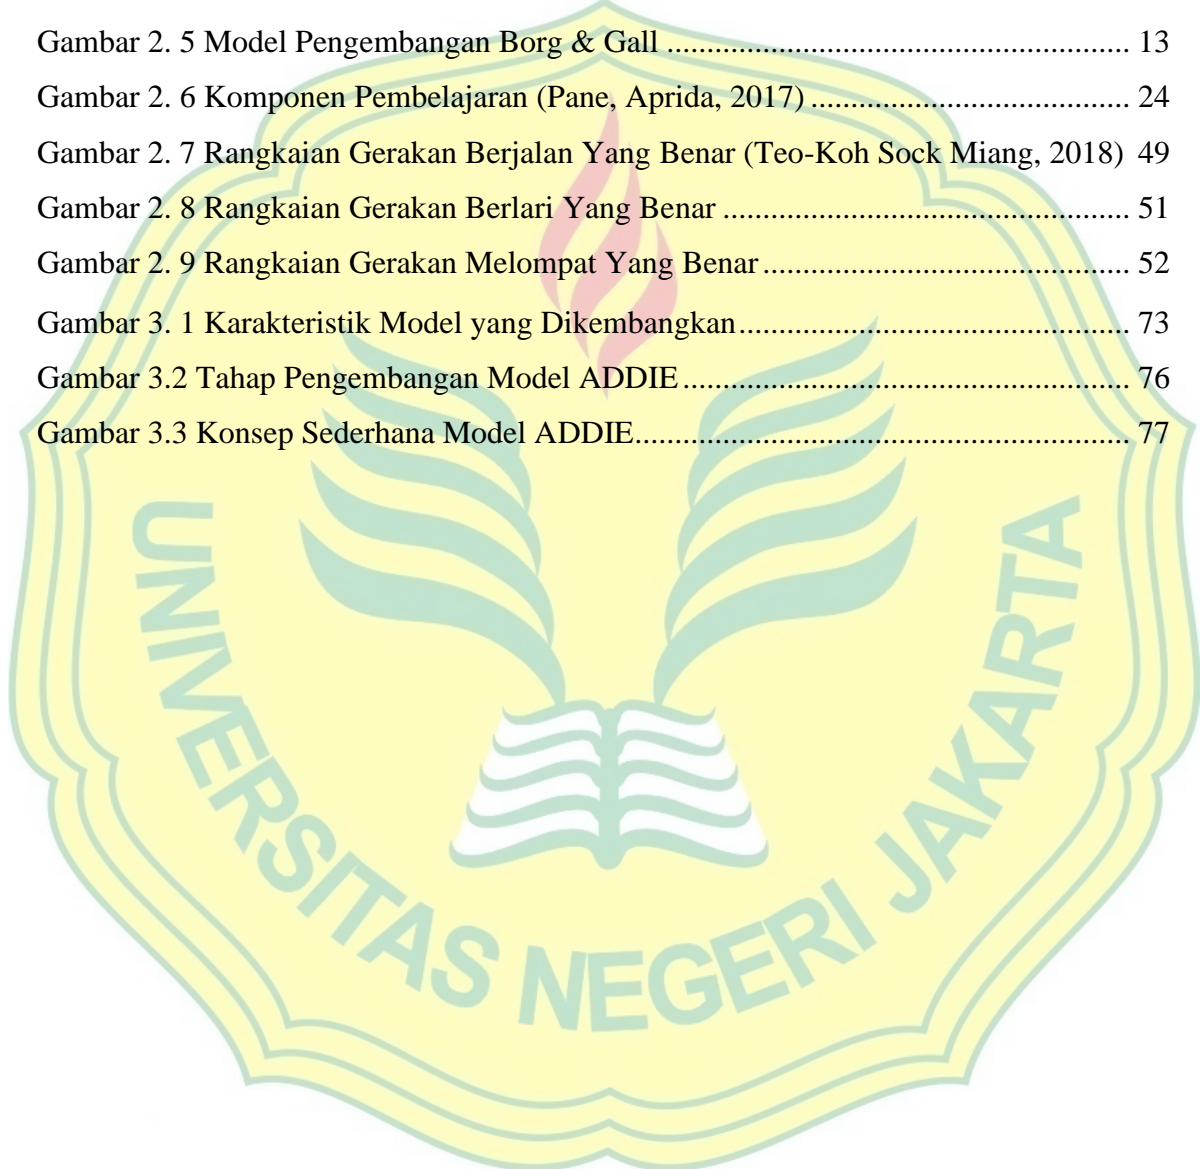 Gambar 2. 5 Model Pengembangan Borg & Gall ........................................................... 13
Gambar 2. 6 Komponen Pembelajaran (Pane, Aprida, 2017) ......................................... 24
Gambar 2. 7 Rangkaian Gerakan Berjalan Yang Benar (Teo-Koh Sock Miang, 2018) 49
Gambar 2. 8 Rangkaian Gerakan Berlari Yang Benar .................................................... 51
Gambar 2. 9 Rangkaian Gerakan Melompat Yang Benar ............................................... 52
Gambar 3. 1 Karakteristik Model yang Dikembangkan .................................................. 73
Gambar 3.2 Tahap Pengembangan Model ADDIE ......................................................... 76
Gambar 3.3 Konsep Sederhana Model ADDIE............................................................... 77
UNIVERSITAS NEGERI JAKARTA